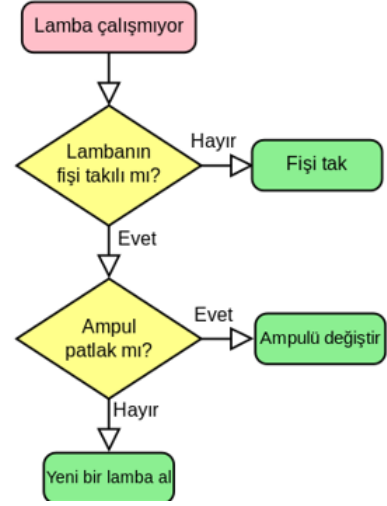 Lamba çalışmıyor
Lambanın
fişi takılı mı?
Hayır
Fişi tak
Evet
Ampul
patlak mı?
Evet
Ampulü değiştir
Hayır
Yeni bir lamba al